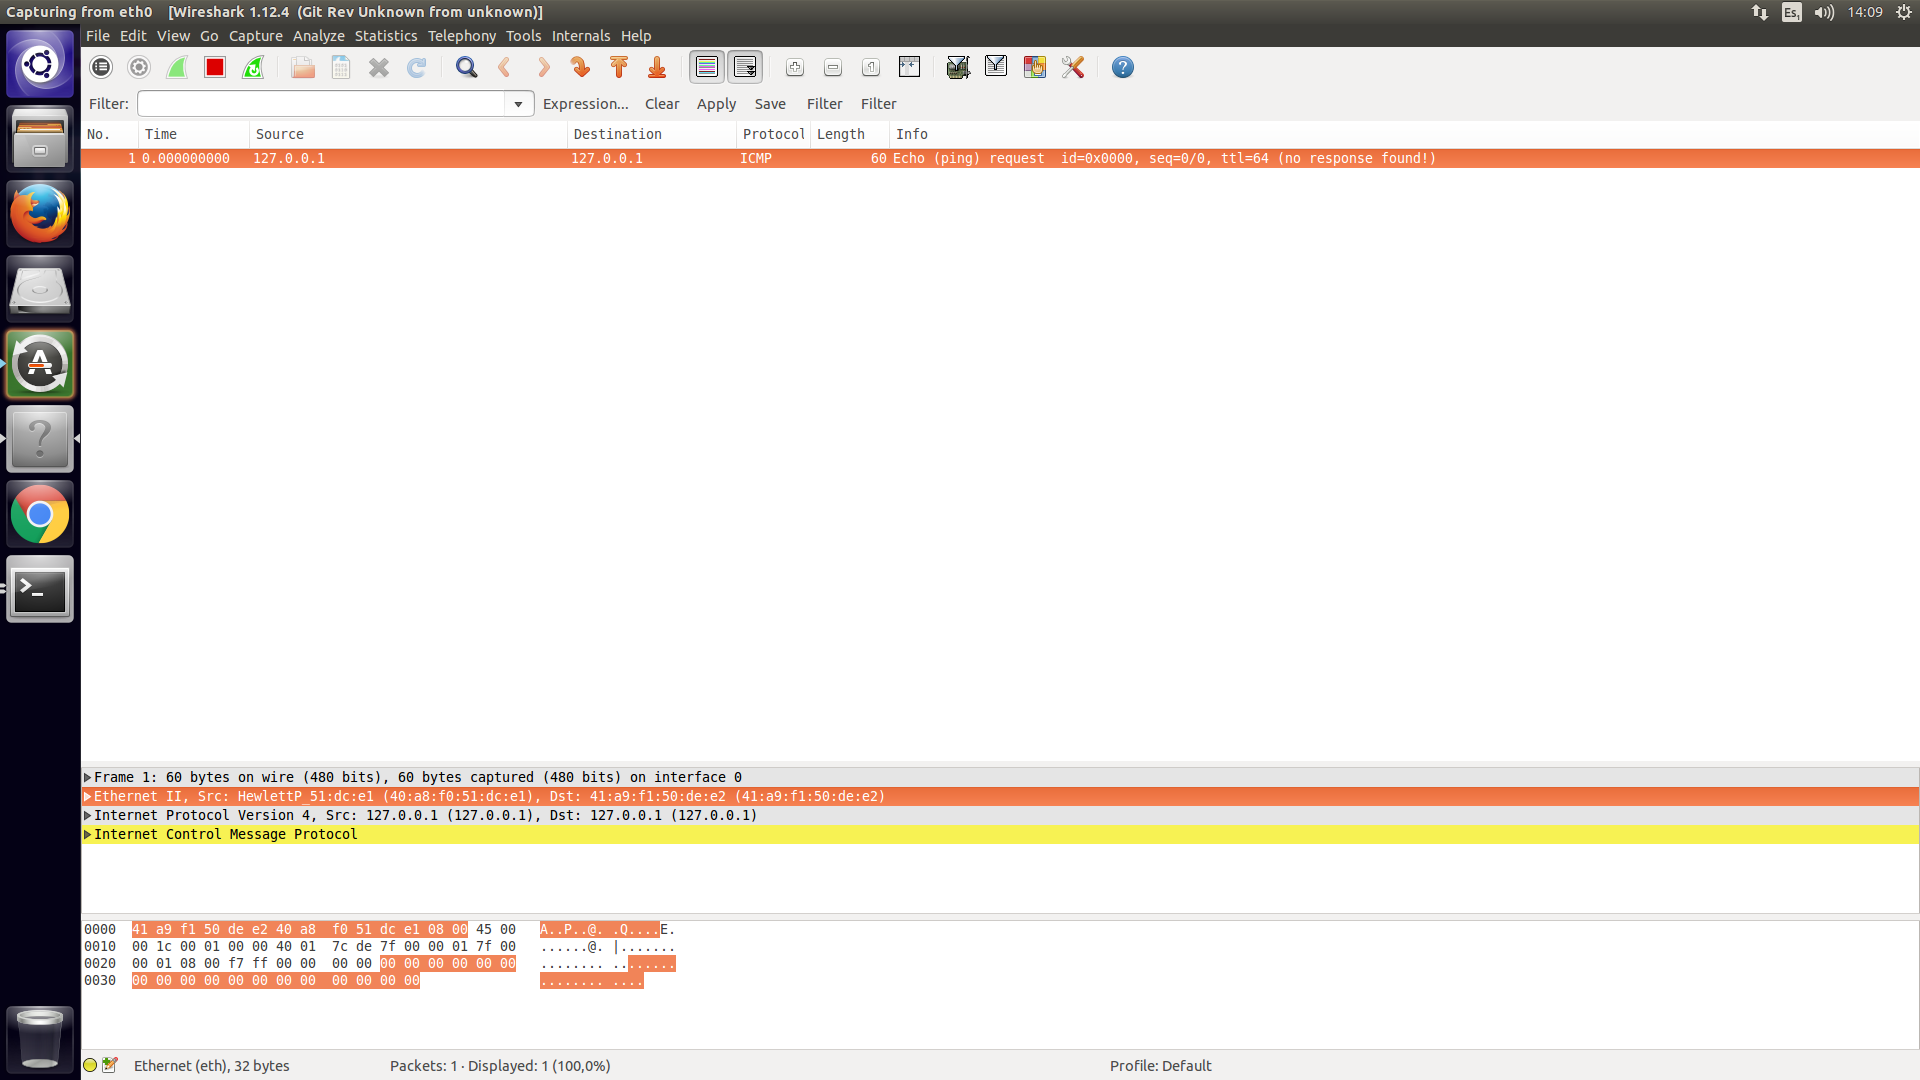 Capturing from eth0 [Wireshark 1.12.4 (Git Rev Unknown from unknown)]
Es1 14:09
File Edit View Go Capture Analyze Statistics Telephony Tools Internals Help
Filter: Expression... Clear Apply Save Filter Filter
No. Time Source Destination Protocol Length Info
1 0.000000000 127.0.0.1 127.0.0.1 ICMP 60 Echo (ping) request id=0x0000, seq=0/0, ttl=64 (no response found!)
Frame 1: 60 bytes on wire (480 bits), 60 bytes captured (480 bits) on interface 0
Ethernet II, Src: HewlettP_51:dc:e1 (40:a8:f0:51:dc:e1), Dst: 41:a9:f1:50:de:e2 (41:a9:f1:50:de:e2)
Internet Protocol Version 4, Src: 127.0.0.1 (127.0.0.1), Dst: 127.0.0.1 (127.0.0.1)
Internet Control Message Protocol
0000 41 a9 f1 50 de e2 40 a8 f0 51 dc e1 08 00 45 00 A..P..@. .Q....E.
0010 00 1c 00 01 00 00 40 01 7c de 7f 00 00 01 7f 00 ......@. |.......
0020 00 01 08 00 f7 ff 00 00 00 00 00 00 00 00 00 00 ........ ........
0030 00 00 00 00 00 00 00 00 00 00 00 00 ........ ....
Ethernet (eth), 32 bytes Packets: 1 · Displayed: 1 (100,0%) Profile: Default